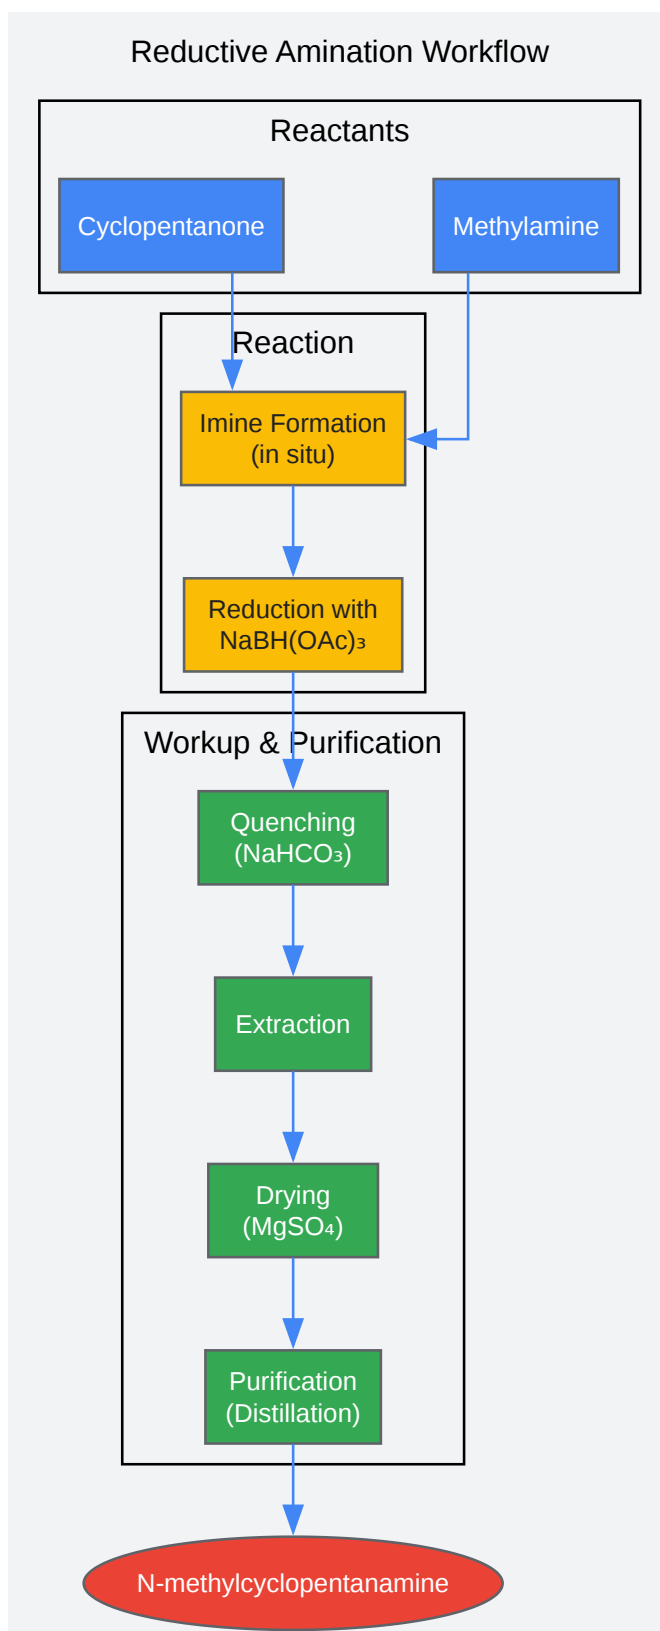 Reductive Amination Workflow
Reactants
Cyclopentanone
Methylamine
Reaction
Imine Formation
(in situ)
Reduction with
NaBH(OAc)₃
Workup & Purification
Quenching
(NaHCO₃)
Extraction
Drying
(MgSO₄)
Purification
(Distillation)
N-methylcyclopentanamine